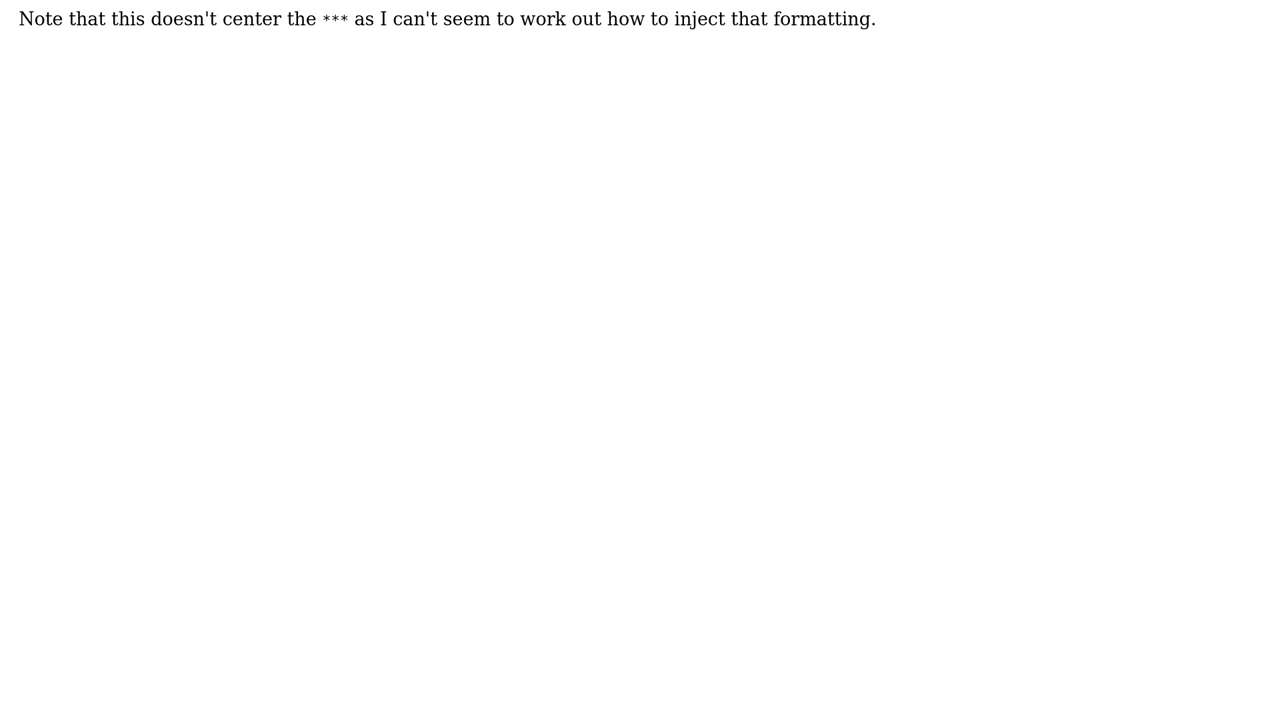 Note that this doesn't center the *** as I can't seem to work out how to inject that formatting.